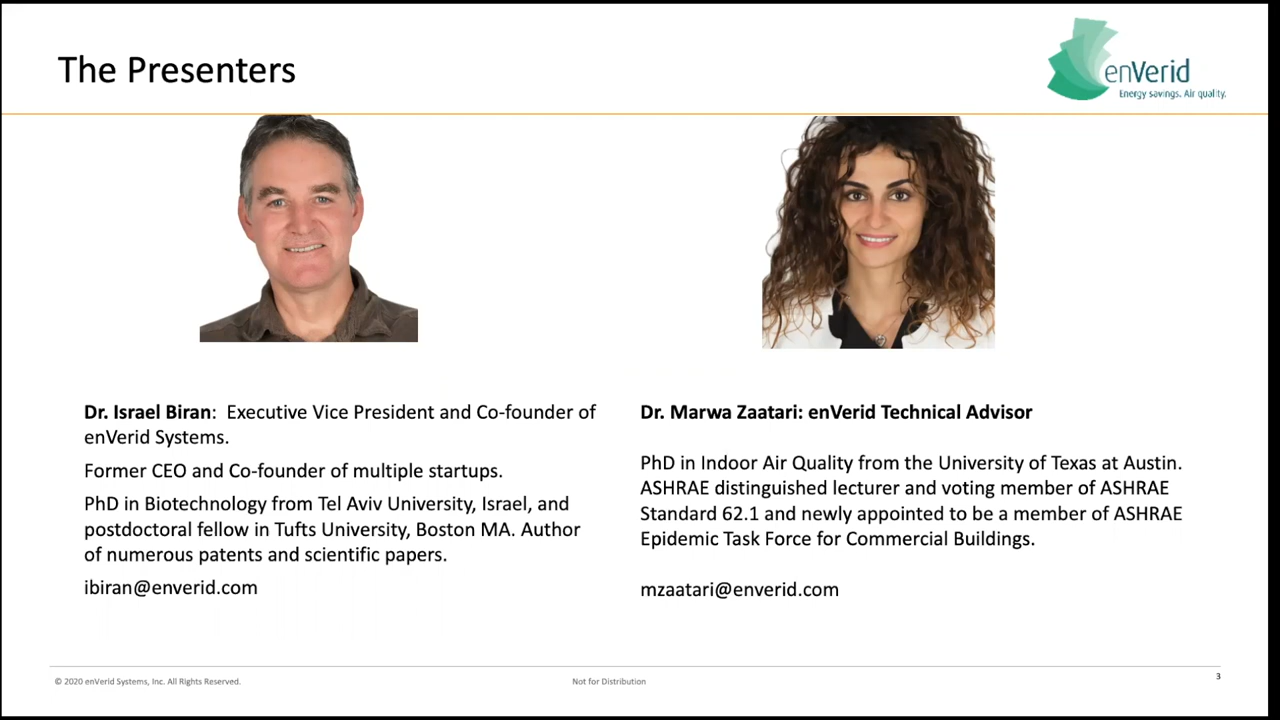 The Presenters
enVerid
Energy savings. Air quality.
Dr. Israel Biran:  Executive Vice President and Co-founder of
enVerid Systems.
Former CEO and Co-founder of multiple startups.
PhD in Biotechnology from Tel Aviv University, Israel, and
postdoctoral fellow in Tufts University, Boston MA. Author
of numerous patents and scientific papers.
ibiran@enverid.com
Dr. Marwa Zaatari: enVerid Technical Advisor
PhD in Indoor Air Quality from the University of Texas at Austin.
ASHRAE distinguished lecturer and voting member of ASHRAE
Standard 62.1 and newly appointed to be a member of ASHRAE
Epidemic Task Force for Commercial Buildings.
mzaatari@enverid.com
© 2020 enVerid Systems, Inc. All Rights Reserved.
Not for Distribution
3